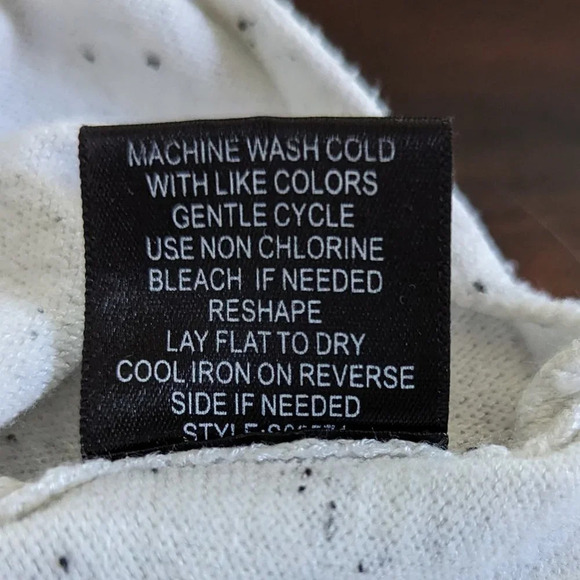 MACHINE WASH COLD
WITH LIKE COLORS
GENTLE CYCLE
USE NON CHLORINE
BLEACH IF NEEDED
RESHAPE
LAY FLAT TO DRY
COOL IRON ON REVERSE
SIDE IF NEEDED
STYLE: